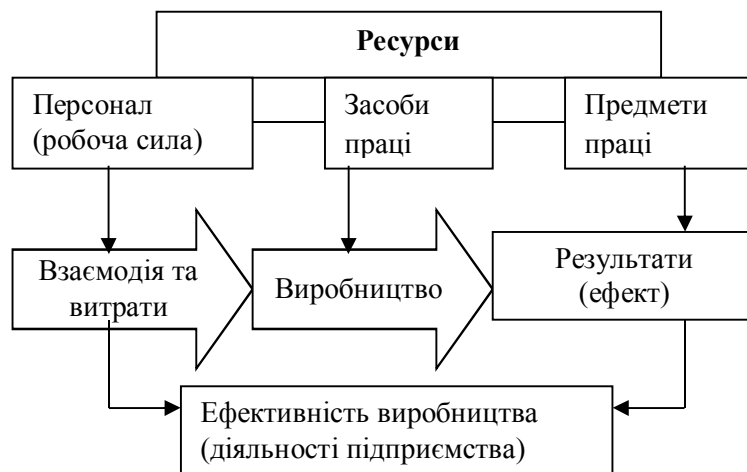 Ресурси
Персонал
(робоча сила)
Засоби
праці
Предмети
праці
Взаємодія та
витрати
Виробництво
Результати
(ефект)
Ефективність виробництва
(діяльності підприємства)